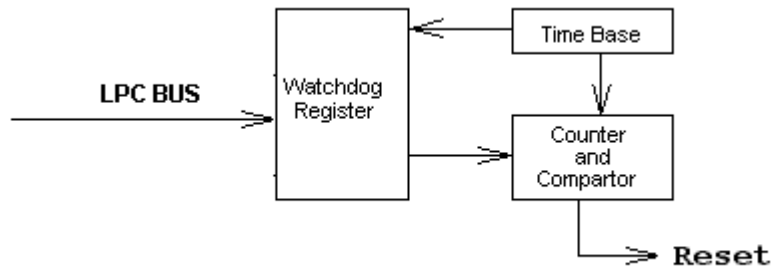 Time Base
LPC BUS
Watchdog
Register
Counter
and
Compartor
Reset